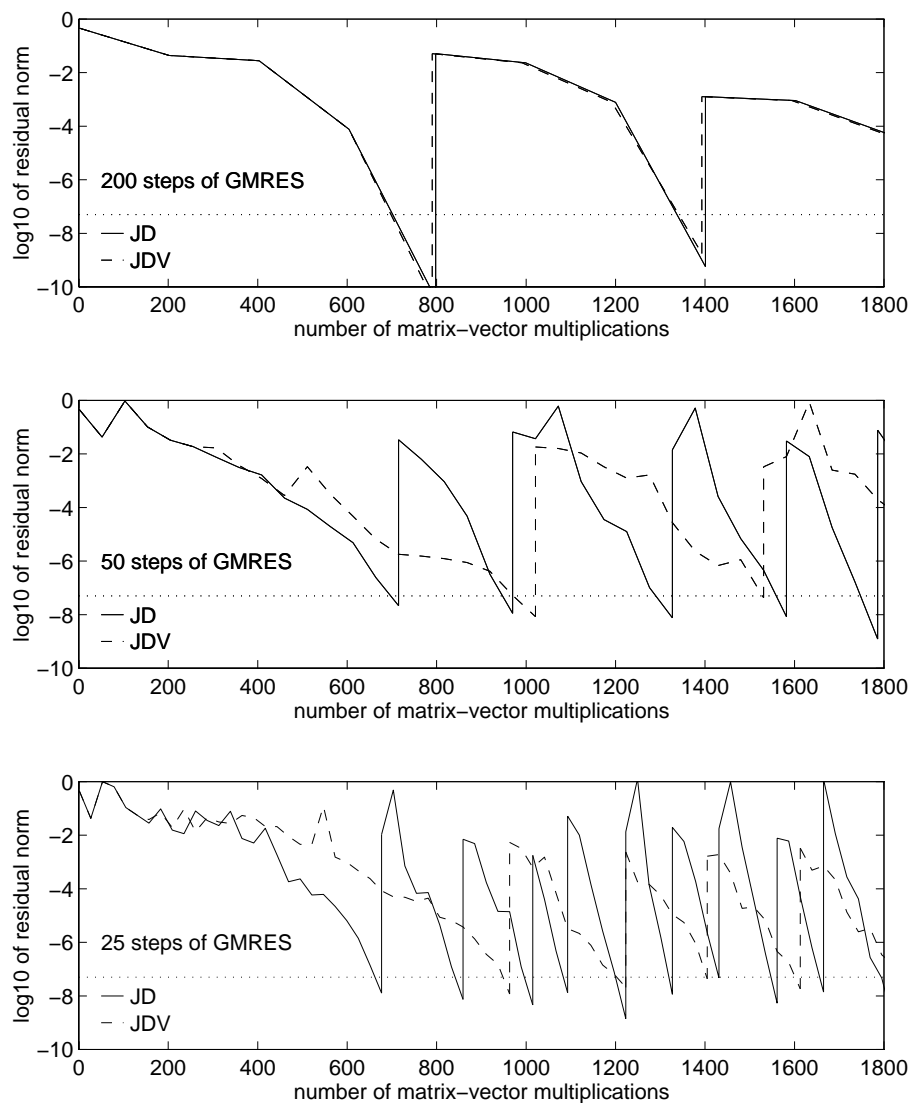 0
−2
−4
−6
−8
−10
log10 of residual norm
200 steps of GMRES
JD
JDV
0 200 400 600 800 1000 1200 1400 1600 1800
number of matrix−vector multiplications
0
−2
−4
−6
−8
−10
log10 of residual norm
50 steps of GMRES
JD
JDV
0 200 400 600 800 1000 1200 1400 1600 1800
number of matrix−vector multiplications
0
−2
−4
−6
−8
−10
log10 of residual norm
25 steps of GMRES
JD
JDV
0 200 400 600 800 1000 1200 1400 1600 1800
number of matrix−vector multiplications